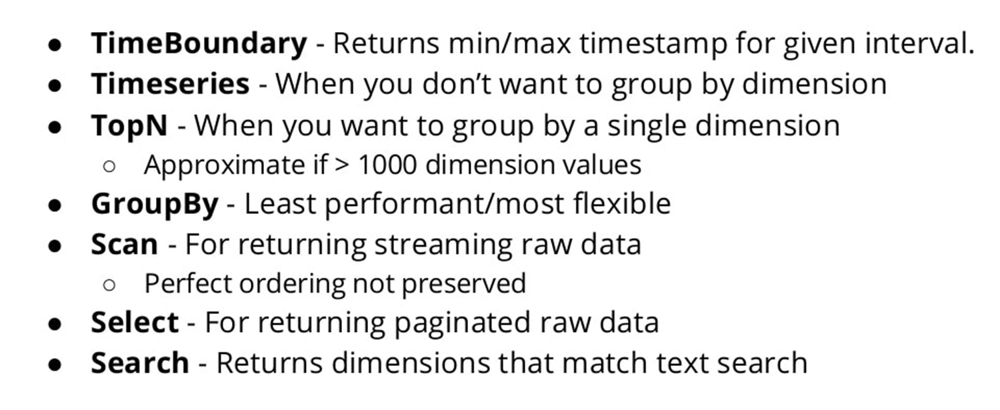 ● TimeBoundary - Returns min/max timestamp for given interval.
● Timeseries - When you don’t want to group by dimension
● TopN - When you want to group by a single dimension
○ Approximate if > 1000 dimension values
● GroupBy - Least performant/most flexible
● Scan - For returning streaming raw data
○ Perfect ordering not preserved
● Select - For returning paginated raw data
● Search - Returns dimensions that match text search